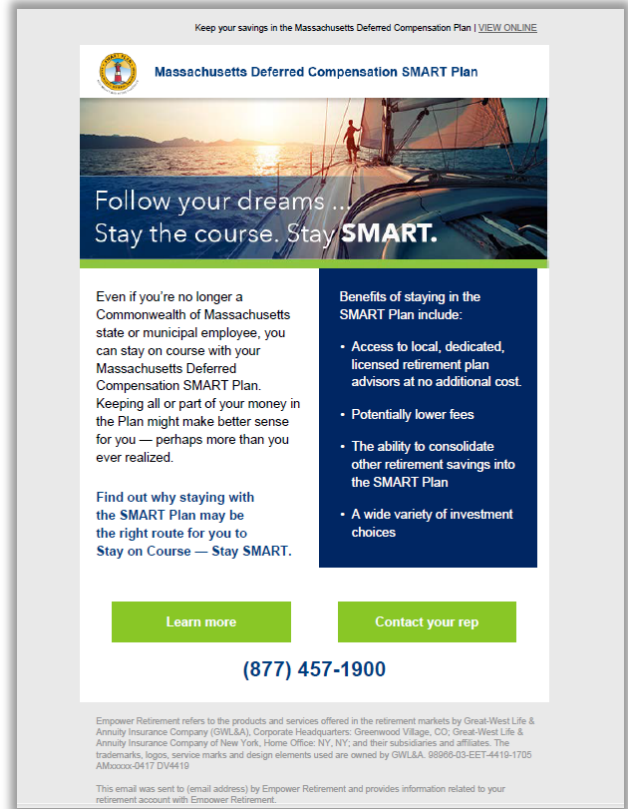 Keep your savings in the Massachusetts Deferred Compensation Plan | VIEW ONLINE
Massachusetts Deferred Compensation SMART Plan
Follow your dreams ...
Stay the course. Stay SMART.
Even if you're no longer a
Commonwealth of Massachusetts
state or municipal employee, you
can stay on course with your
Massachusetts Deferred
Compensation SMART Plan.
Keeping all or part of your money in
the Plan might make better sense
for you — perhaps more than you
ever realized.
Find out why staying with
the SMART Plan may be
the right route for you to
Stay on Course — Stay SMART.
Benefits of staying in the
SMART Plan include:
• Access to local, dedicated,
licensed retirement plan
advisors at no additional cost.
• Potentially lower fees
• The ability to consolidate
other retirement savings into
the SMART Plan
• A wide variety of investment
choices
Learn more
Contact your rep
(877) 457-1900
Empower Retirement refers to the products and services offered in the retirement markets by Great-West Life &
Annuity Insurance Company (GWL&A), Corporate Headquarters: Greenwood Village, CO; Great-West Life &
Annuity Insurance Company of New York, Home Office: NY, NY; and their subsidiaries and affiliates. The
trademarks, logos, service marks and design elements used are owned by GWL&A. 98966-03-EET-4419-1705
AMxxxxx-0417 DV4419
This email was sent to (email address) by Empower Retirement and provides information related to your
retirement account with Empower Retirement.